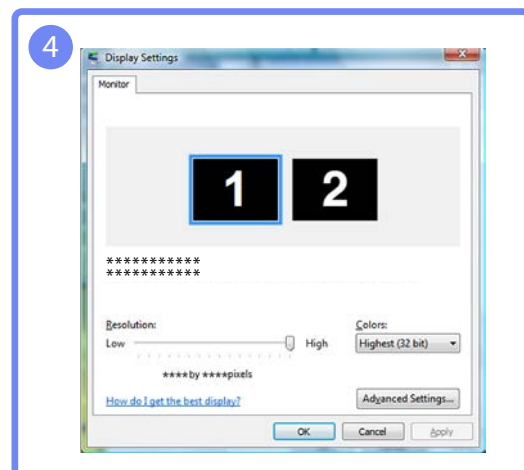 4
Display Settings
Monitor
1 2
***********
***********
Resolution: Colors:
Low High Highest (32 bit)
****by ****pixels
How do I get the best display? Advanced Settings...
OK Cancel Apply